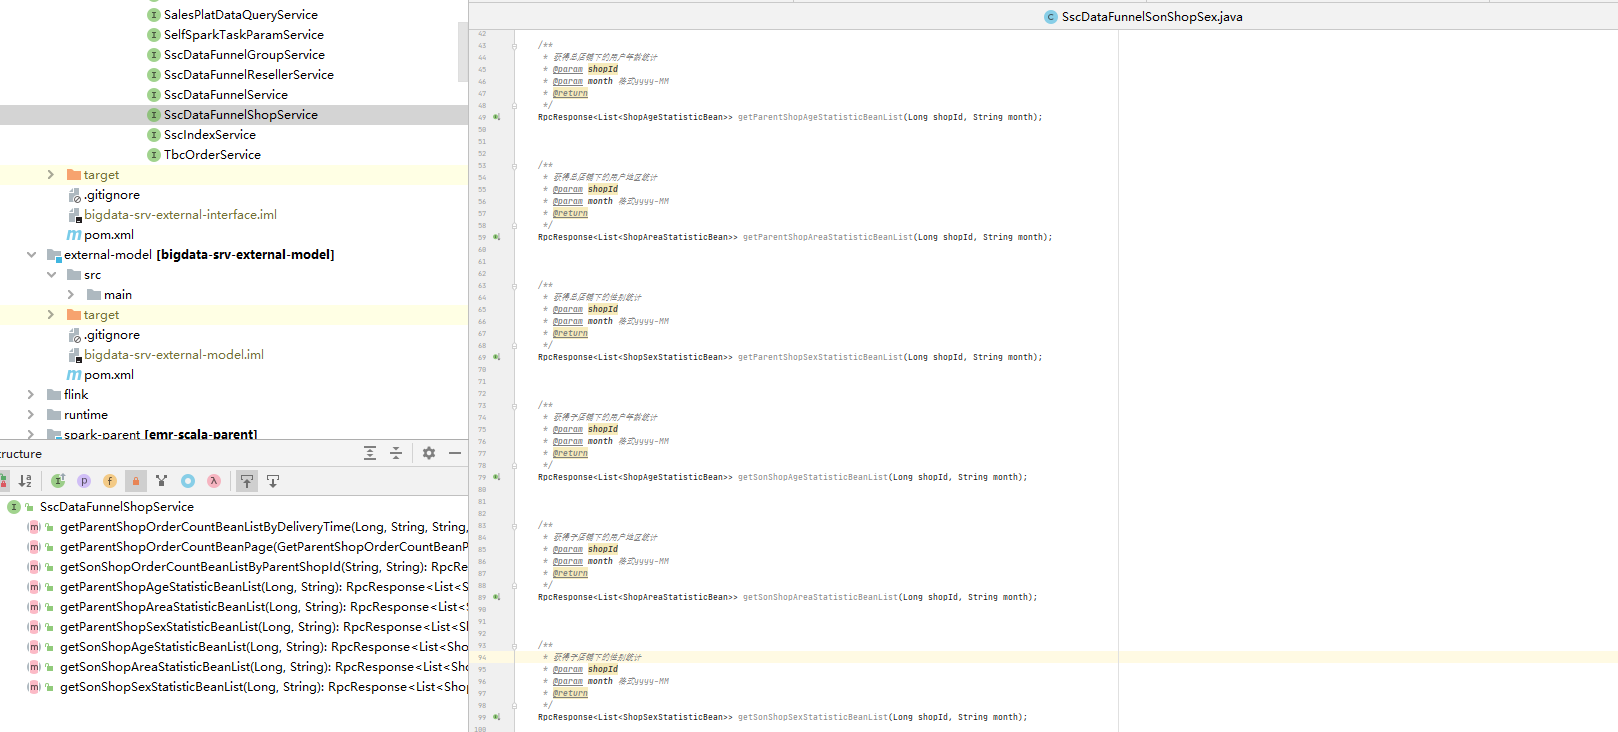 SalesPlatDataQueryService
SelfSparkTaskParamService
SscDataFunnelGroupService
SscDataFunnelResellerService
SscDataFunnelService
SscDataFunnelShopService
SscIndexService
TbcOrderService
target
.gitignore
bigdata-srv-external-interface.iml
pom.xml
external-model [bigdata-srv-external-model]
src
main
target
.gitignore
bigdata-srv-external-model.iml
pom.xml
flink
runtime
spark-parent [emr-scala-parent]
ructure
SscDataFunnelShopService
getParentShopOrderCountBeanListByDeliveryTime(Long, String, String,
getParentShopOrderCountBeanPage(GetParentShopOrderCountBeanP
getSonShopOrderCountBeanListByParentShopId(String, String): RpcRe
getParentShopAgeStatisticBeanList(Long, String): RpcResponse<List<S
getParentShopAreaStatisticBeanList(Long, String): RpcResponse<List<S
getParentShopSexStatisticBeanList(Long, String): RpcResponse<List<Sh
getSonShopAgeStatisticBeanList(Long, String): RpcResponse<List<Sho
getSonShopAreaStatisticBeanList(Long, String): RpcResponse<List<Sho
getSonShopSexStatisticBeanList(Long, String): RpcResponse<List<Shop
SscDataFunnelSonShopSex.java
42
43 /**
44 * 获得总店铺下的用户年龄统计
45 * @param shopId
46 * @param month 格式yyyy-MM
47 * @return
48 */
49 RpcResponse<List<ShopAgeStatisticBean>> getParentShopAgeStatisticBeanList(Long shopId, String month);
50
51
52
53 /**
54 * 获得总店铺下的用户地区统计
55 * @param shopId
56 * @param month 格式yyyy-MM
57 * @return
58 */
59 RpcResponse<List<ShopAreaStatisticBean>> getParentShopAreaStatisticBeanList(Long shopId, String month);
60
61
62
63 /**
64 * 获得总店铺下的性别统计
65 * @param shopId
66 * @param month 格式yyyy-MM
67 * @return
68 */
69 RpcResponse<List<ShopSexStatisticBean>> getParentShopSexStatisticBeanList(Long shopId, String month);
70
71
72
73 /**
74 * 获得子店铺下的用户年龄统计
75 * @param shopId
76 * @param month 格式yyyy-MM
77 * @return
78 */
79 RpcResponse<List<ShopAgeStatisticBean>> getSonShopAgeStatisticBeanList(Long shopId, String month);
80
81
82
83 /**
84 * 获得子店铺下的用户地区统计
85 * @param shopId
86 * @param month 格式yyyy-MM
87 * @return
88 */
89 RpcResponse<List<ShopAreaStatisticBean>> getSonShopAreaStatisticBeanList(Long shopId, String month);
90
91
92
93 /**
94 * 获得子店铺下的性别统计
95 * @param shopId
96 * @param month 格式yyyy-MM
97 * @return
98 */
99 RpcResponse<List<ShopSexStatisticBean>> getSonShopSexStatisticBeanList(Long shopId, String month);
100